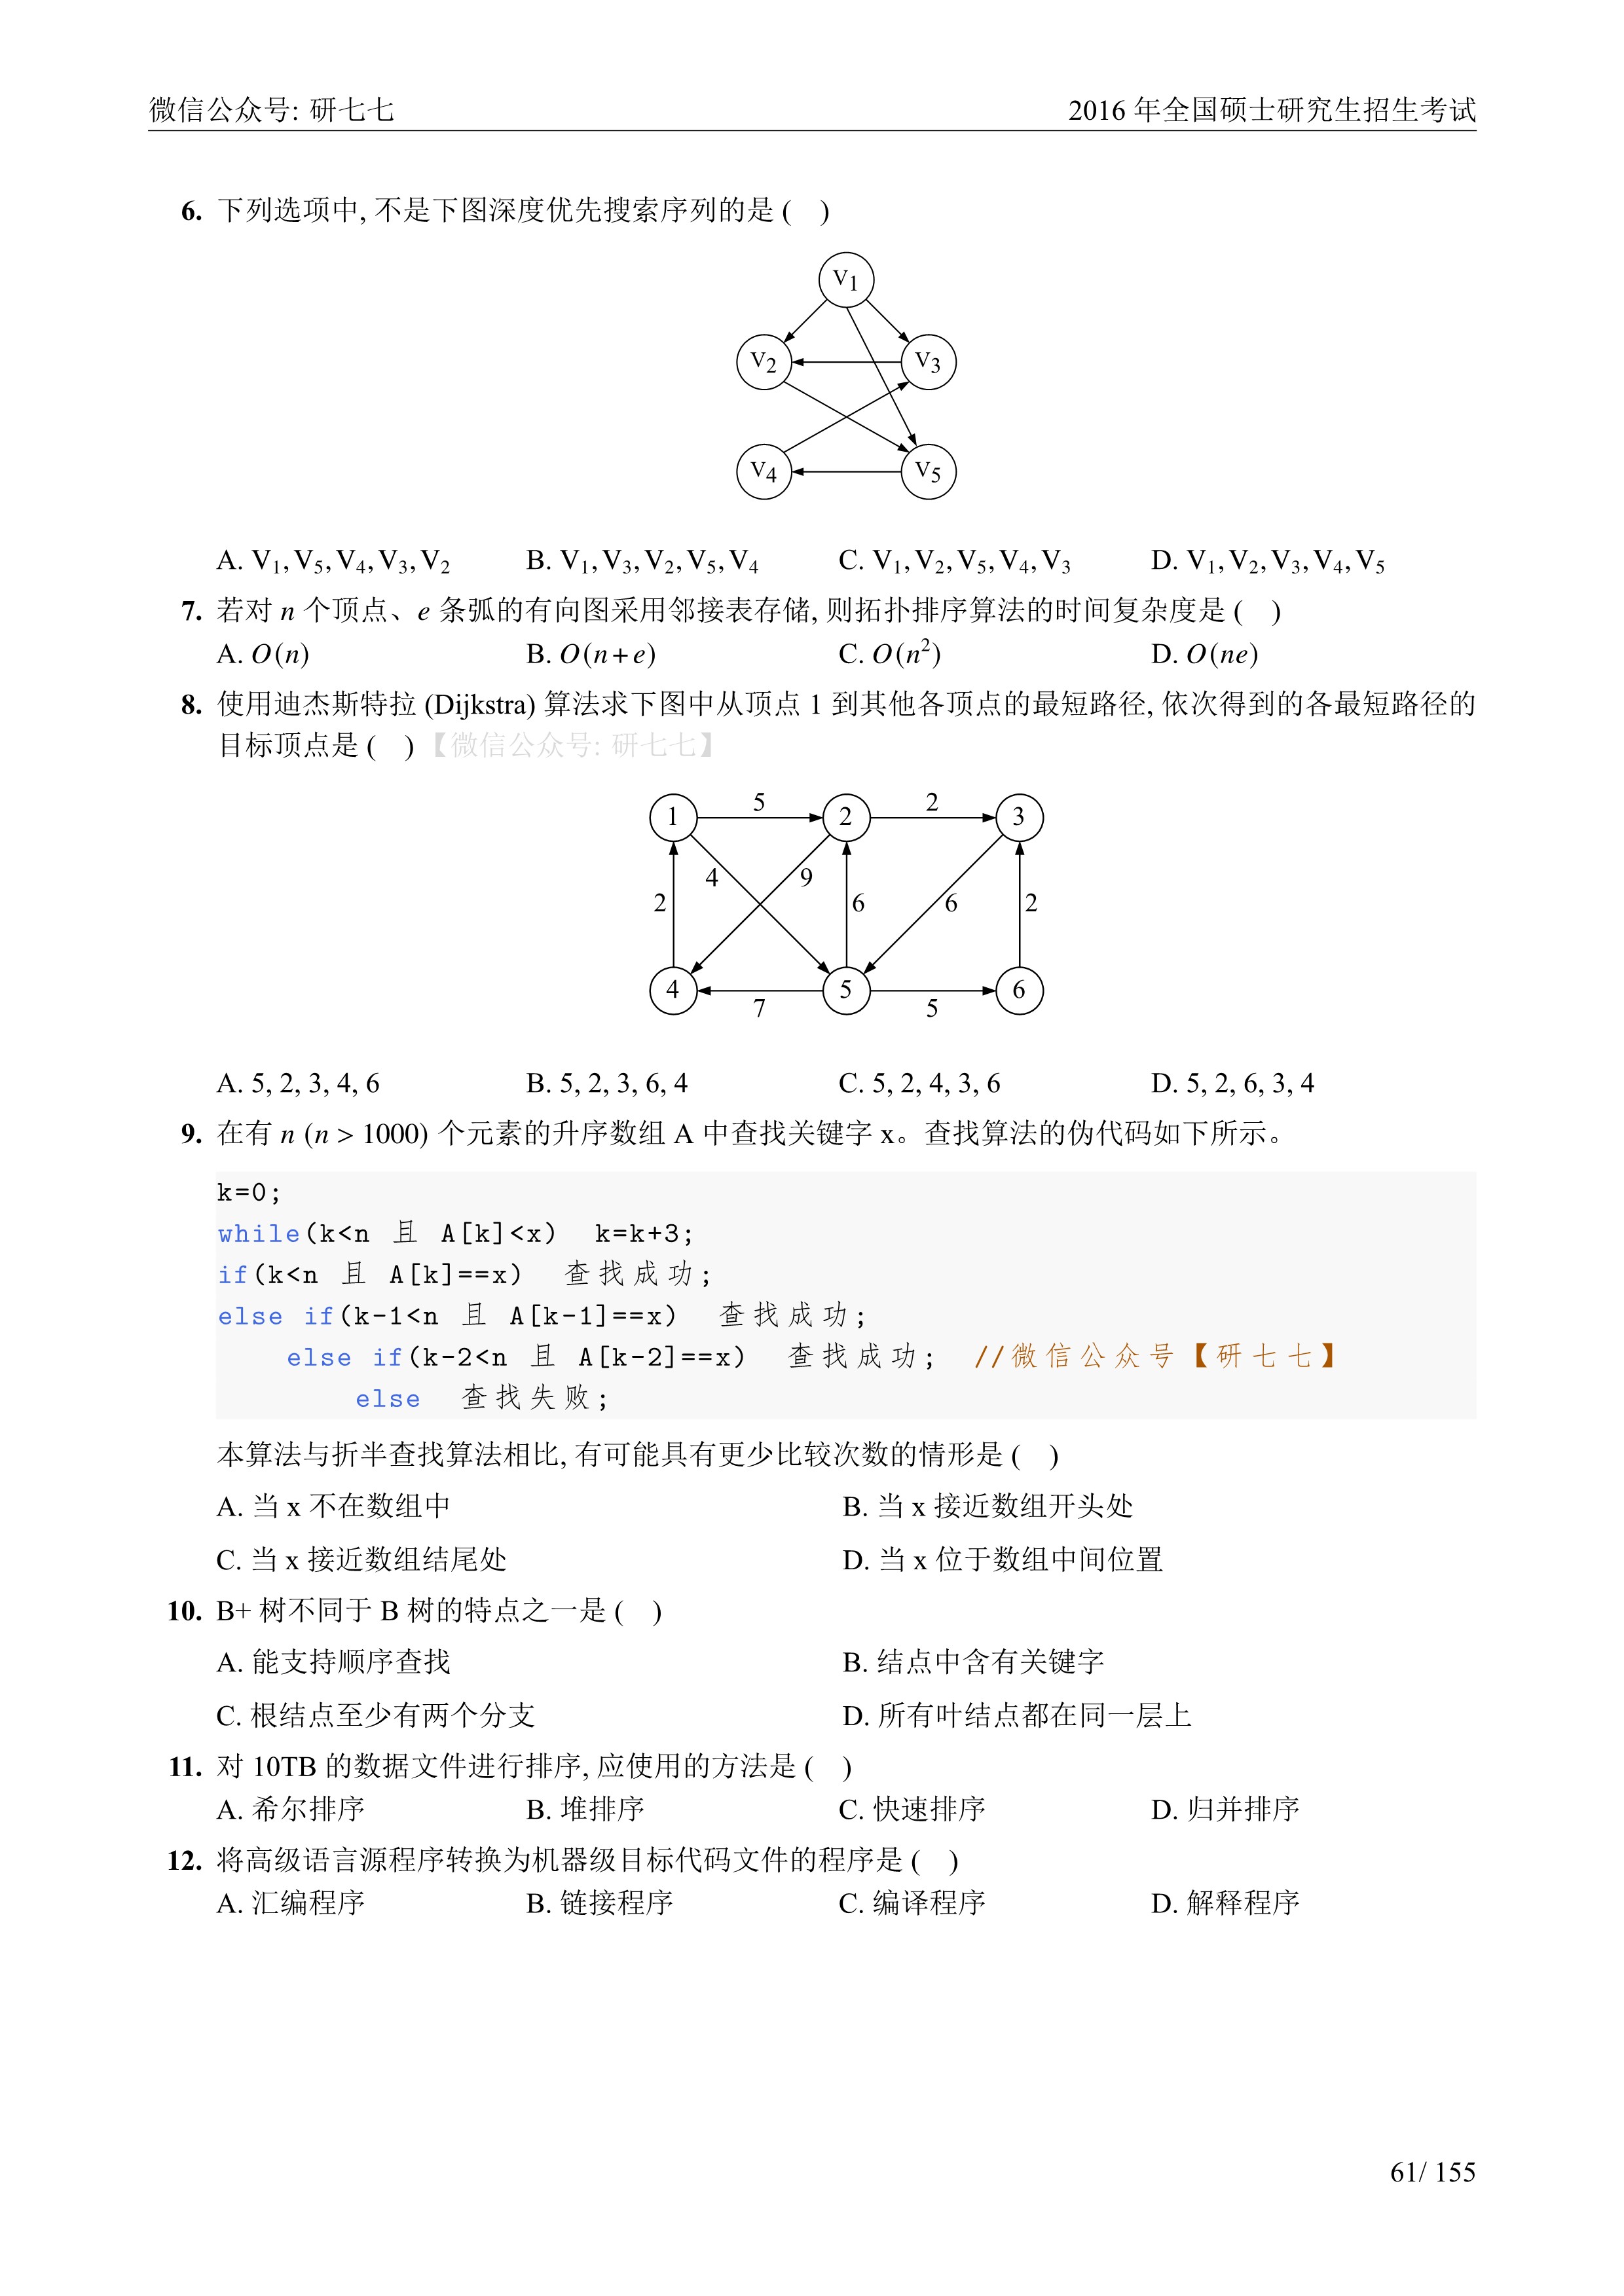 微信公众号: 研七七 2016 年全国硕士研究生招生考试
6. 下列选项中, 不是下图深度优先搜索序列的是 ( )
V1
V2 V3
V4 V5
A. V1, V5, V4, V3, V2 B. V1, V3, V2, V5, V4 C. V1, V2, V5, V4, V3 D. V1, V2, V3, V4, V5
7. 若对 n 个顶点、e 条弧的有向图采用邻接表存储, 则拓扑排序算法的时间复杂度是 ( )
A. O(n) B. O(n+e) C. O(n²) D. O(ne)
8. 使用迪杰斯特拉 (Dijkstra) 算法求下图中从顶点 1 到其他各顶点的最短路径, 依次得到的各最短路径的
目标顶点是 ( ) 【微信公众号: 研七七】
1 5 2 2 3
4 9
2 6 6 2
4 7 5 5 6
A. 5, 2, 3, 4, 6 B. 5, 2, 3, 6, 4 C. 5, 2, 4, 3, 6 D. 5, 2, 6, 3, 4
9. 在有 n (n > 1000) 个元素的升序数组 A 中查找关键字 x。查找算法的伪代码如下所示。
k=0;
while(k<n 且 A[k]<x) k=k+3;
if(k<n 且 A[k]==x) 查找成功;
else if(k-1<n 且 A[k-1]==x) 查找成功;
else if(k-2<n 且 A[k-2]==x) 查找成功; //微信公众号【研七七】
else 查找失败;
本算法与折半查找算法相比, 有可能具有更少比较次数的情形是 ( )
A. 当 x 不在数组中 B. 当 x 接近数组开头处
C. 当 x 接近数组结尾处 D. 当 x 位于数组中间位置
10. B+ 树不同于 B 树的特点之一是 ( )
A. 能支持顺序查找 B. 结点中含有关键字
C. 根结点至少有两个分支 D. 所有叶结点都在同一层上
11. 对 10TB 的数据文件进行排序, 应使用的方法是 ( )
A. 希尔排序 B. 堆排序 C. 快速排序 D. 归并排序
12. 将高级语言源程序转换为机器级目标代码文件的程序是 ( )
A. 汇编程序 B. 链接程序 C. 编译程序 D. 解释程序
61/ 155